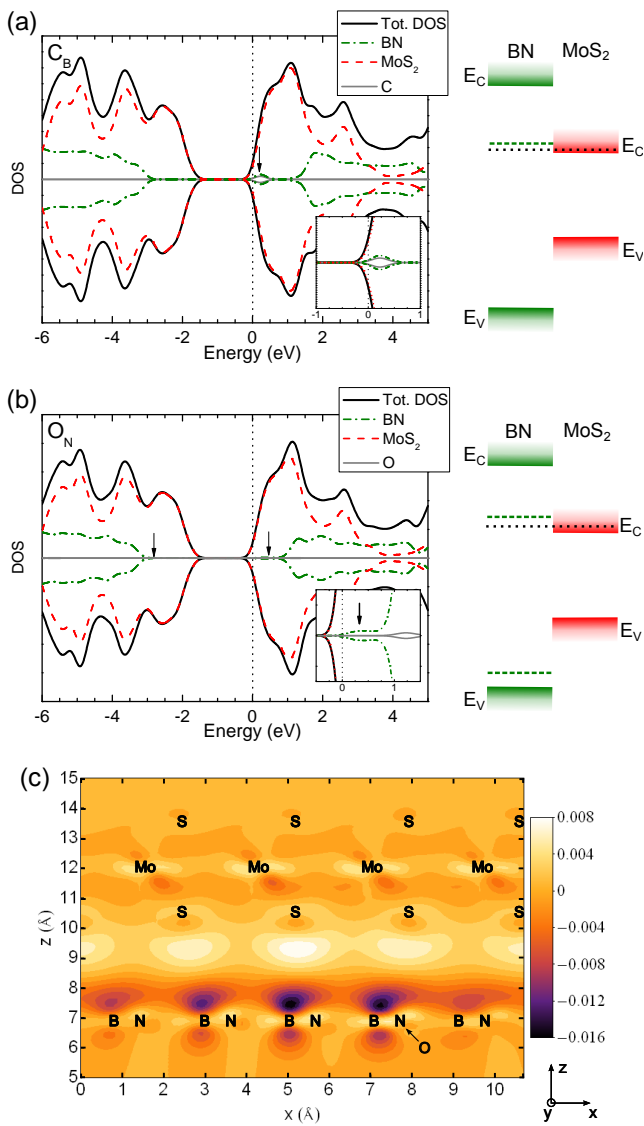 (a)
C_B
Tot. DOS
BN
MoS₂
C
DOS
-1 0 1
-6 -4 -2 0 2 4
Energy (eV)
BN MoS₂
E_C
E_C
E_V
E_V
(b)
O_N
Tot. DOS
BN
MoS₂
O
DOS
0 1
-6 -4 -2 0 2 4
Energy (eV)
BN MoS₂
E_C
E_C
E_V
E_V
(c)
15
14
13
12
11
10
9
8
7
6
5
z (Å)
S S S S
Mo Mo Mo Mo
S S S S
B N B N B N B N B N
O
0 1 2 3 4 5 6 7 8 9 10
x (Å)
0.008
0.004
0
−0.004
−0.008
−0.012
−0.016
z
y x